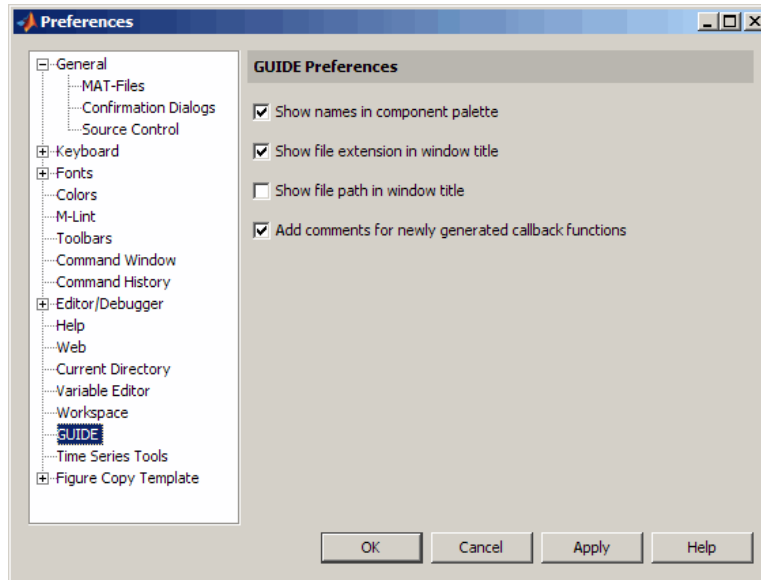 Preferences
General
MAT-Files
Confirmation Dialogs
Source Control
Keyboard
Fonts
Colors
M-Lint
Toolbars
Command Window
Command History
Editor/Debugger
Help
Web
Current Directory
Variable Editor
Workspace
GUIDE
Time Series Tools
Figure Copy Template
GUIDE Preferences
Show names in component palette
Show file extension in window title
Show file path in window title
Add comments for newly generated callback functions
OK Cancel Apply Help